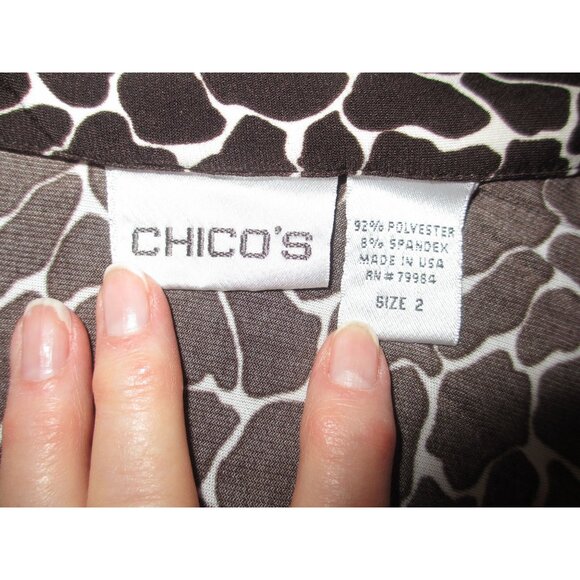 CHICO'S
92% POLYESTER
8% SPANDEX
MADE IN USA
RN# 79984
SIZE 2